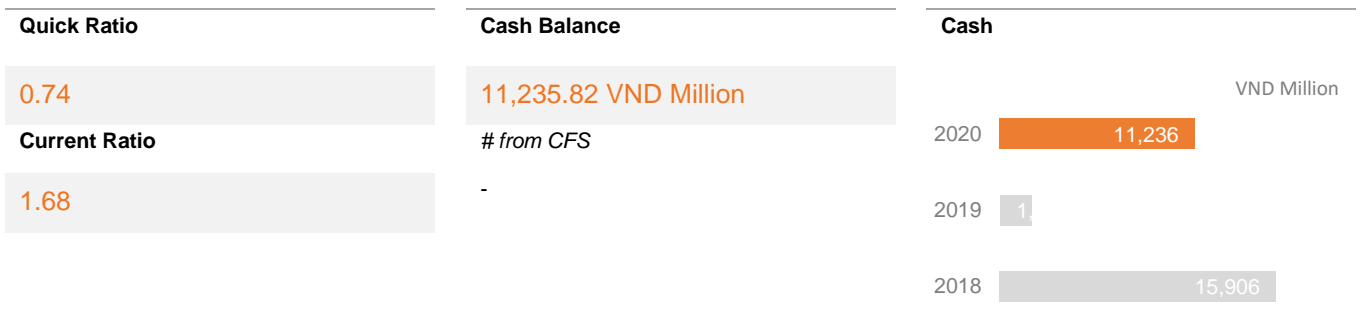 Quick Ratio
0.74
Current Ratio
1.68
Cash Balance
11,235.82 VND Million
# from CFS
-
Cash
VND Million
2020 11,236
2019 1,
2018 15,906